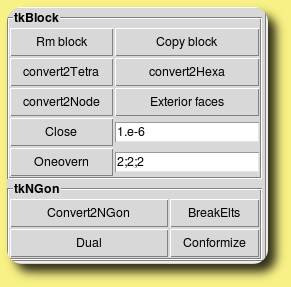 tkBlock
Rm block Copy block
convert2Tetra convert2Hexa
convert2Node Exterior faces
Close 1.e-6
Oneovern 2;2;2
tkNGon
Convert2NGon BreakElts
Dual Conformize